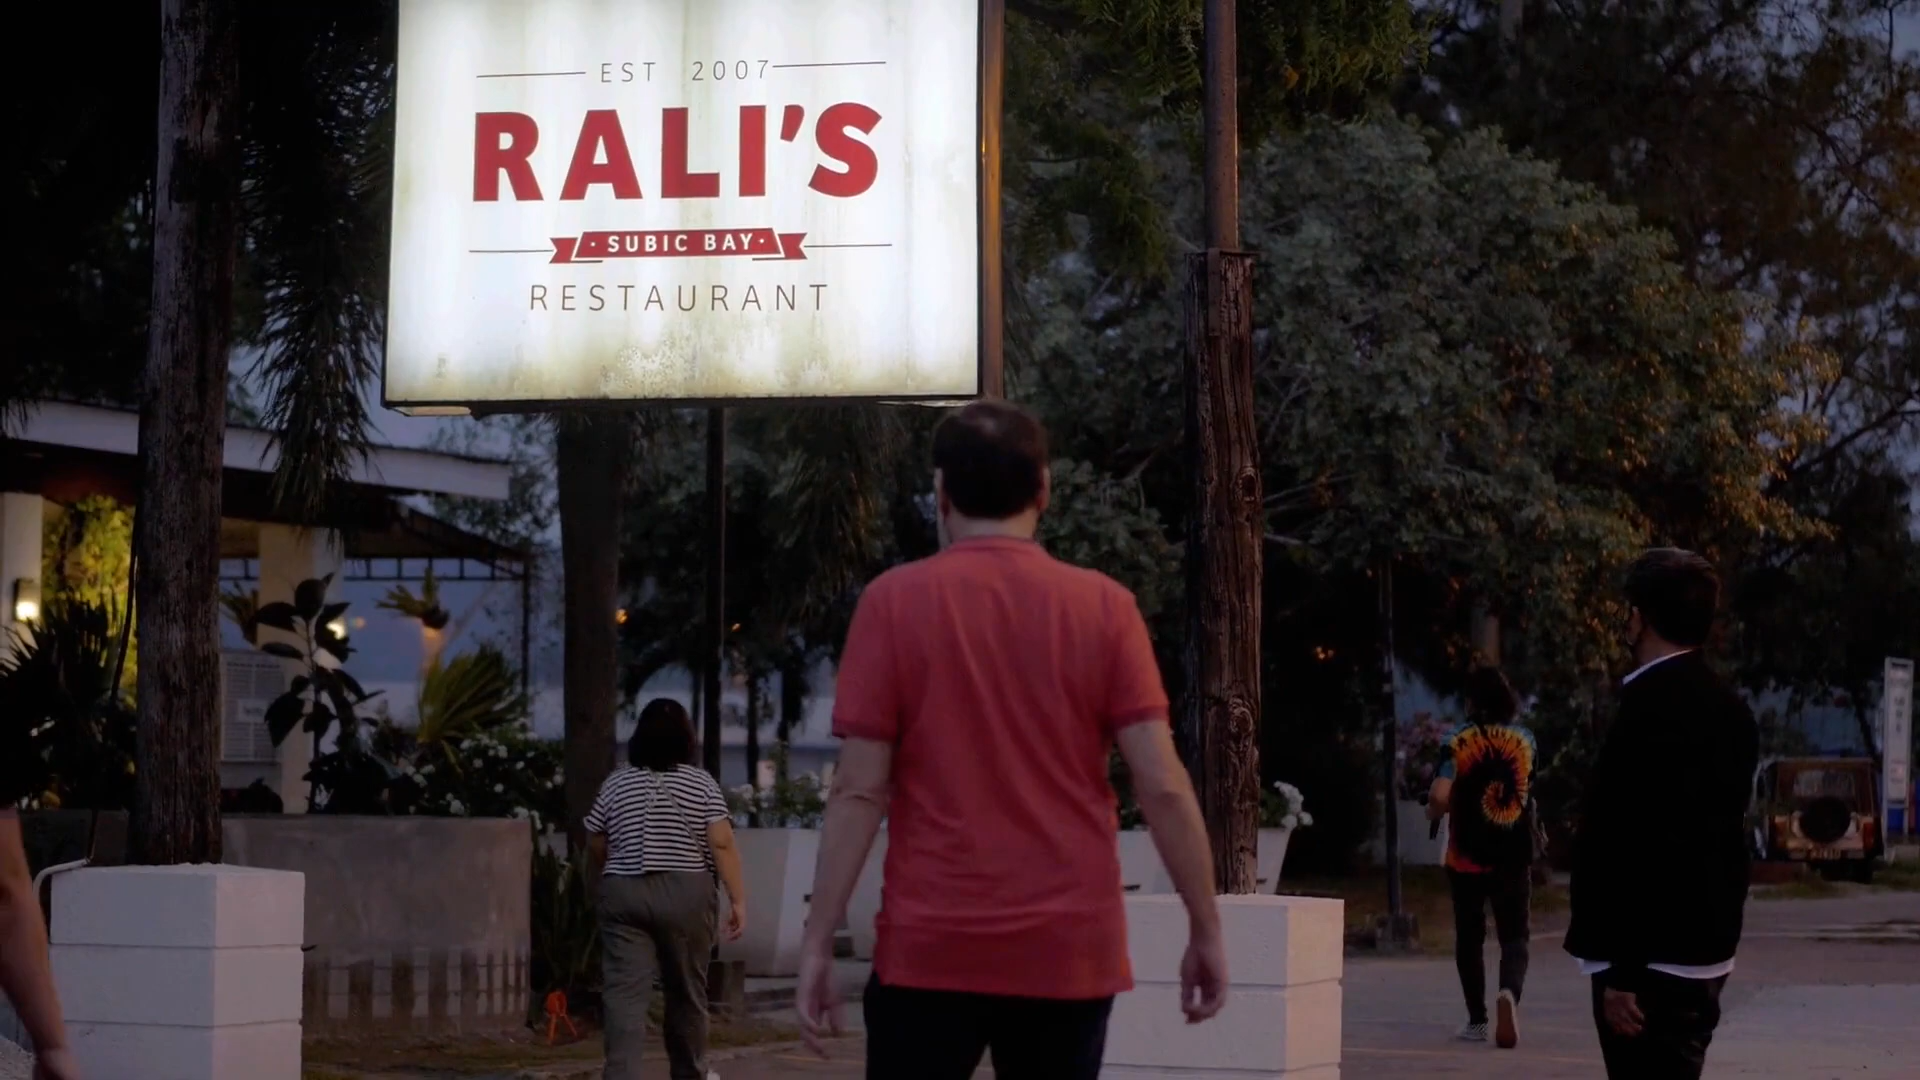 EST 2007
RALI'S
· SUBIC BAY ·
RESTAURANT